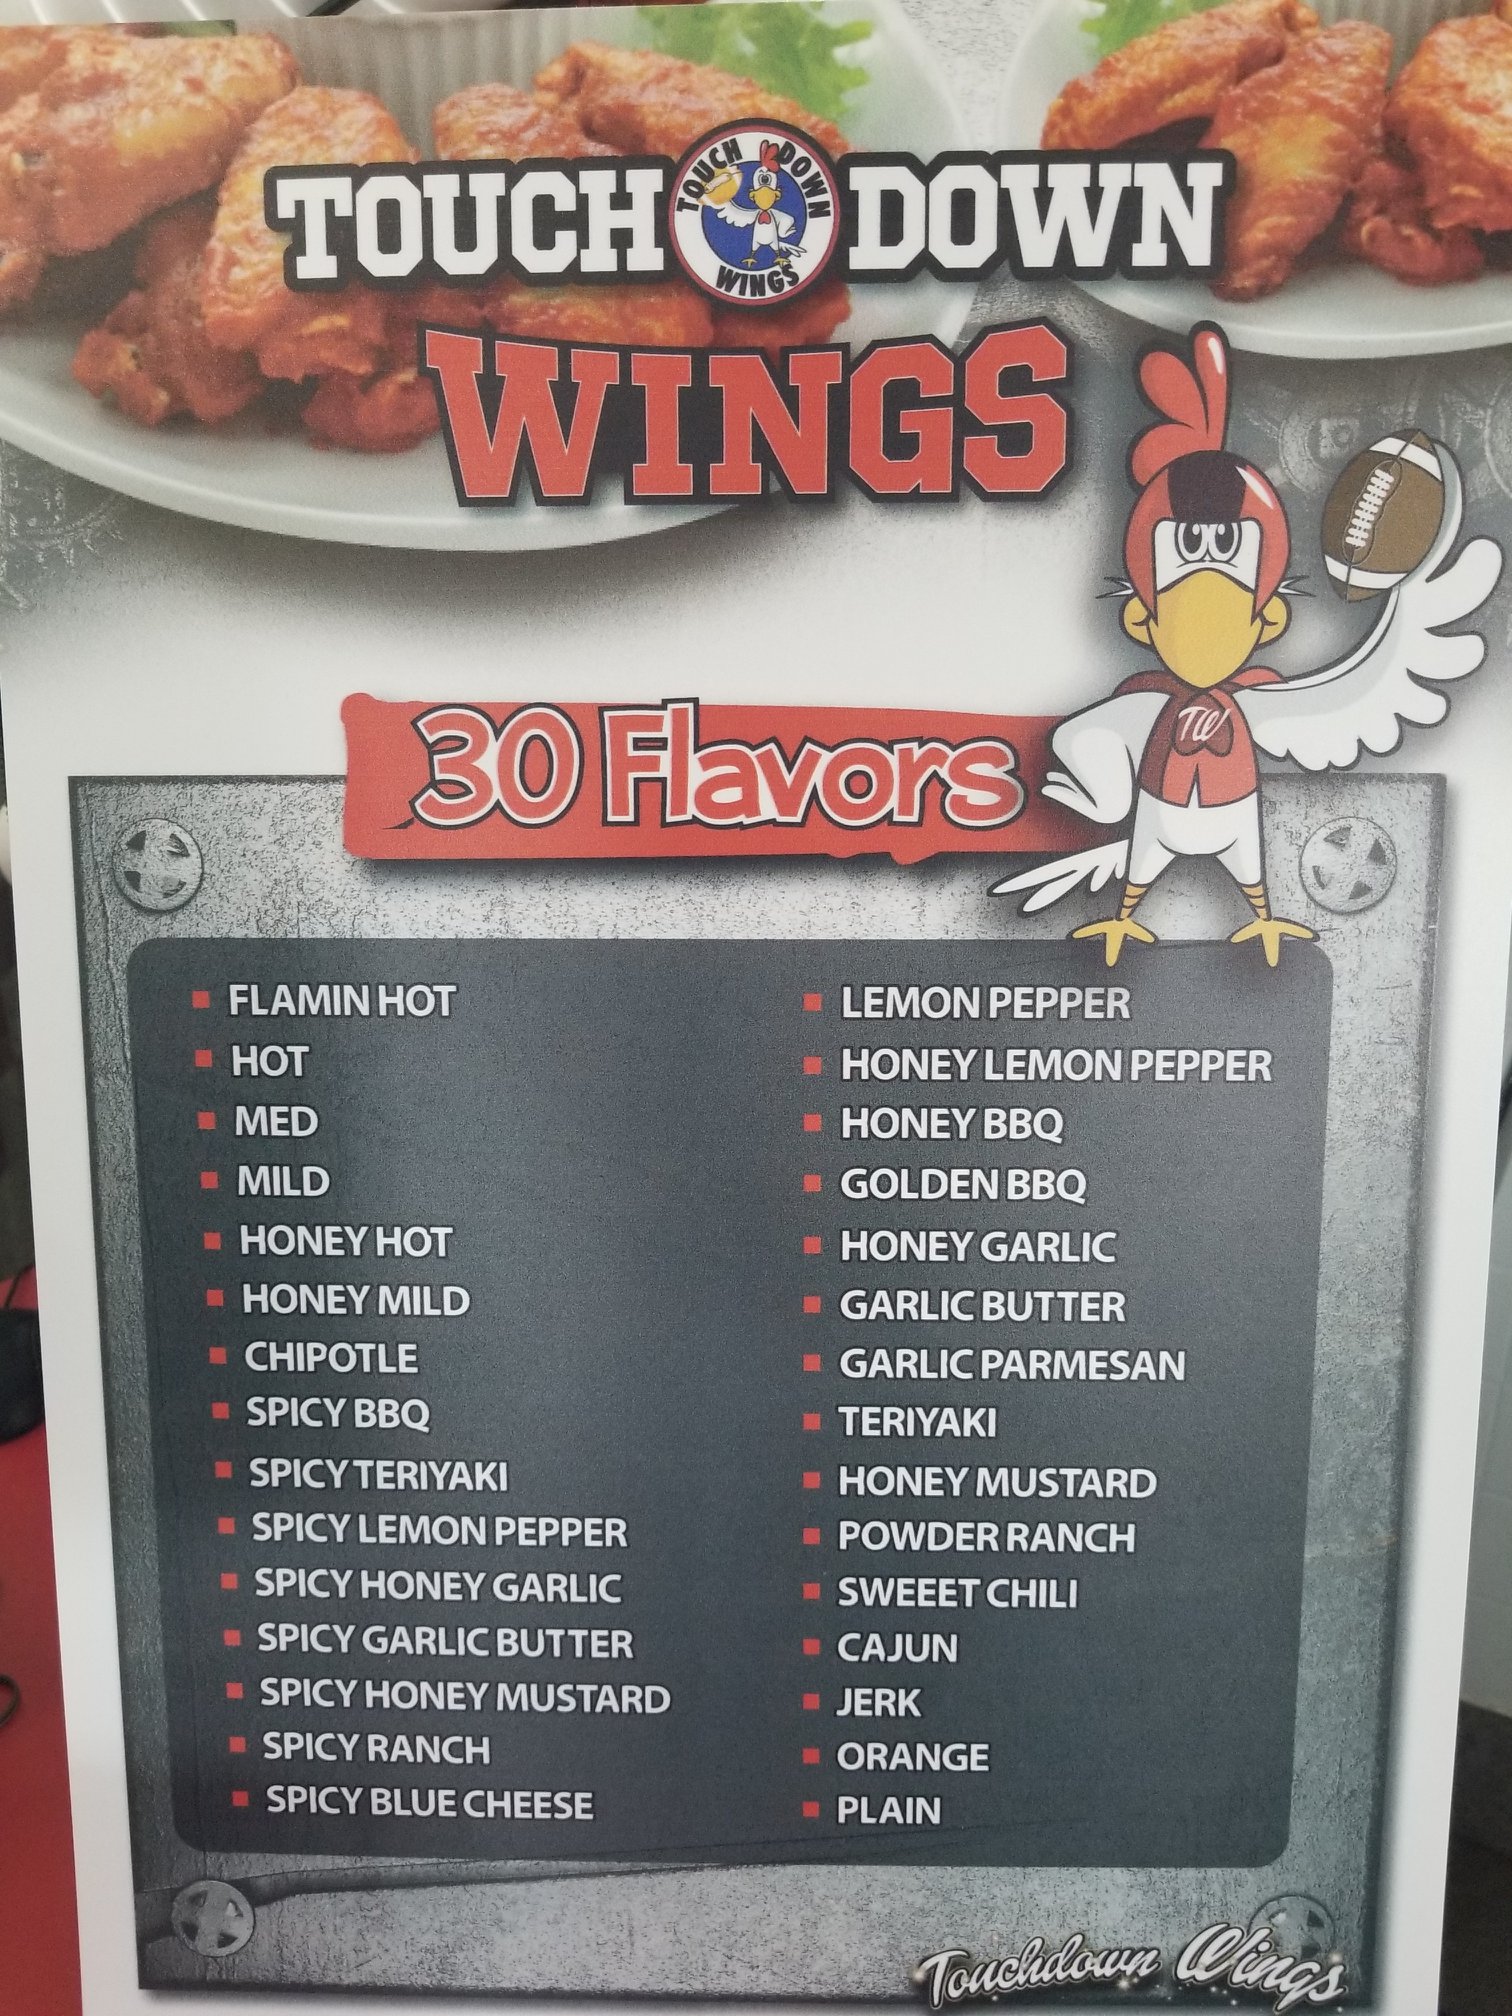 TOUCH DOWN
TOUCH DOWN
WINGS
WINGS
TW
30 Flavors
FLAMIN HOT
HOT
MED
MILD
HONEY HOT
HONEY MILD
CHIPOTLE
SPICY BBQ
SPICY TERIYAKI
SPICY LEMON PEPPER
SPICY HONEY GARLIC
SPICY GARLIC BUTTER
SPICY HONEY MUSTARD
SPICY RANCH
SPICY BLUE CHEESE
LEMON PEPPER
HONEY LEMON PEPPER
HONEY BBQ
GOLDEN BBQ
HONEY GARLIC
GARLIC BUTTER
GARLIC PARMESAN
TERIYAKI
HONEY MUSTARD
POWDER RANCH
SWEEET CHILI
CAJUN
JERK
ORANGE
PLAIN
Touchdown Wings